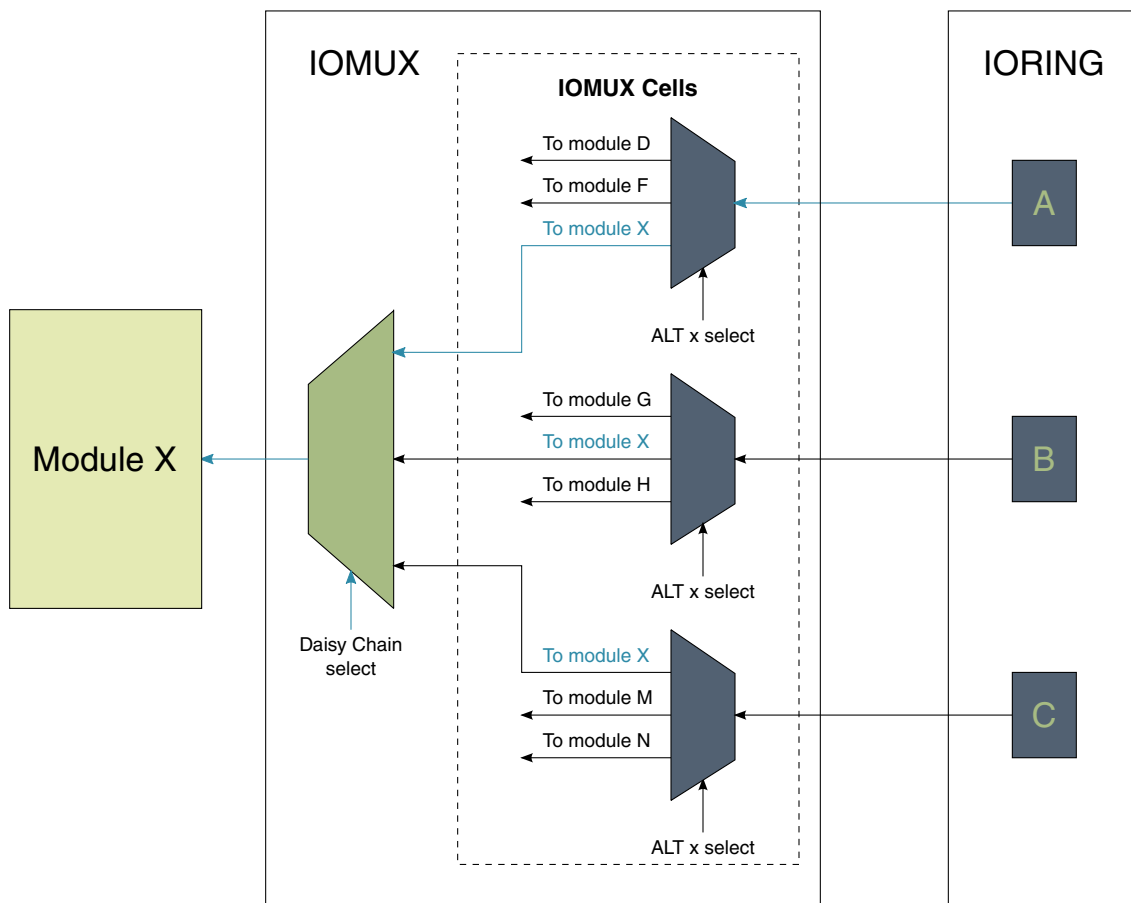 IOMUX
IORING
IOMUX Cells
To module D
To module F
To module X
A
ALT x select
To module G
To module X
To module H
B
Module X
ALT x select
Daisy Chain
select
To module X
To module M
To module N
C
ALT x select